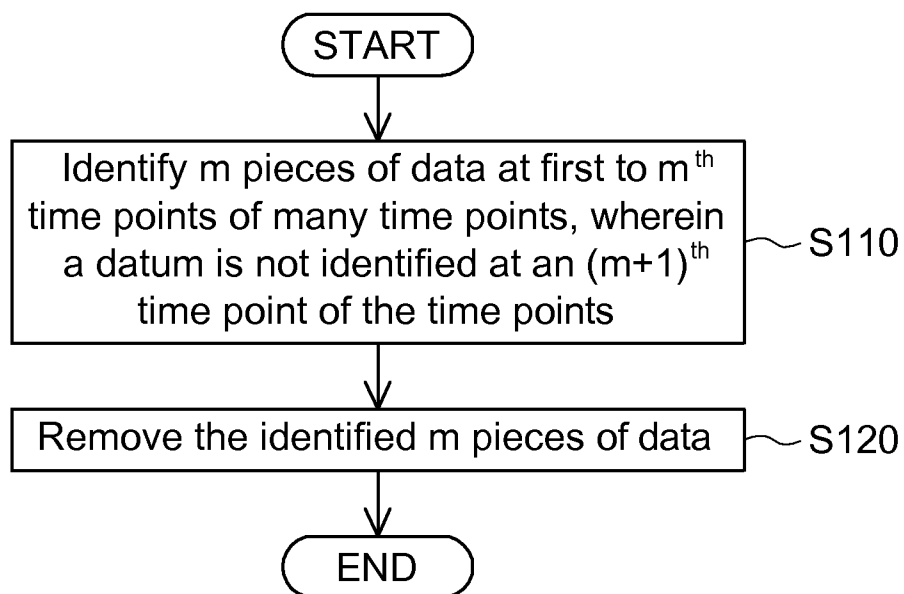 START
Identify m pieces of data at first to mth
time points of many time points, wherein
a datum is not identified at an (m+1)th
time point of the time points
S110
Remove the identified m pieces of data
S120
END